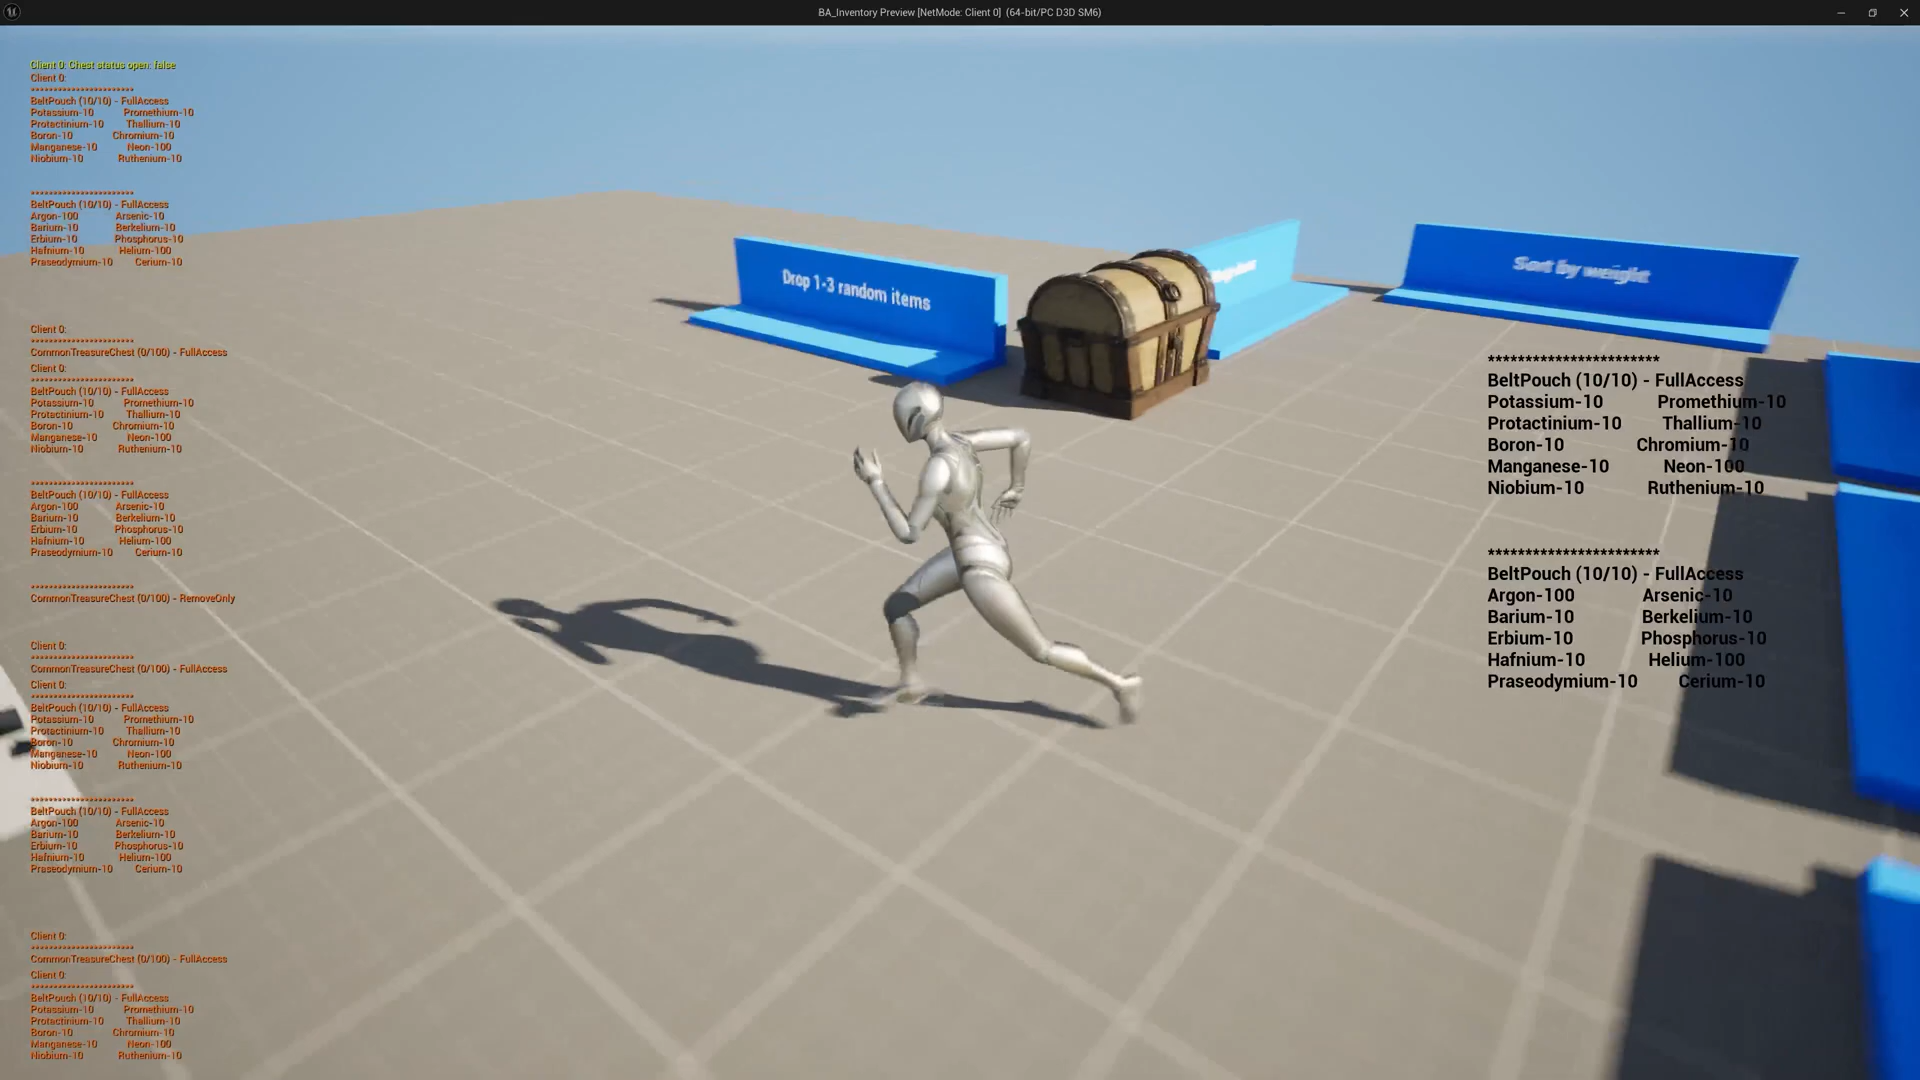 BA_Inventory Preview [NetMode: Client 0]  (64-bit/PC D3D SM6)
Client 0: Chest status open: false
Client 0:
***********************
BeltPouch (10/10) - FullAccess
Potassium-10 Promethium-10
Protactinium-10 Thallium-10
Boron-10 Chromium-10
Manganese-10 Neon-100
Niobium-10 Ruthenium-10
***********************
BeltPouch (10/10) - FullAccess
Argon-100 Arsenic-10
Barium-10 Berkelium-10
Erbium-10 Phosphorus-10
Hafnium-10 Helium-100
Praseodymium-10 Cerium-10
Client 0:
***********************
CommonTreasureChest (0/100) - FullAccess
Client 0:
***********************
BeltPouch (10/10) - FullAccess
Potassium-10 Promethium-10
Protactinium-10 Thallium-10
Boron-10 Chromium-10
Manganese-10 Neon-100
Niobium-10 Ruthenium-10
***********************
BeltPouch (10/10) - FullAccess
Argon-100 Arsenic-10
Barium-10 Berkelium-10
Erbium-10 Phosphorus-10
Hafnium-10 Helium-100
Praseodymium-10 Cerium-10
***********************
CommonTreasureChest (0/100) - RemoveOnly
Client 0:
***********************
CommonTreasureChest (0/100) - FullAccess
Client 0:
***********************
BeltPouch (10/10) - FullAccess
Potassium-10 Promethium-10
Protactinium-10 Thallium-10
Boron-10 Chromium-10
Manganese-10 Neon-100
Niobium-10 Ruthenium-10
***********************
BeltPouch (10/10) - FullAccess
Argon-100 Arsenic-10
Barium-10 Berkelium-10
Erbium-10 Phosphorus-10
Hafnium-10 Helium-100
Praseodymium-10 Cerium-10
Client 0:
***********************
CommonTreasureChest (0/100) - FullAccess
Client 0:
***********************
BeltPouch (10/10) - FullAccess
Potassium-10 Promethium-10
Protactinium-10 Thallium-10
Boron-10 Chromium-10
Manganese-10 Neon-100
Niobium-10 Ruthenium-10
Drop 1-3 random items
Sort by weight
***********************
BeltPouch (10/10) - FullAccess
Potassium-10 Promethium-10
Protactinium-10 Thallium-10
Boron-10 Chromium-10
Manganese-10 Neon-100
Niobium-10 Ruthenium-10
***********************
BeltPouch (10/10) - FullAccess
Argon-100 Arsenic-10
Barium-10 Berkelium-10
Erbium-10 Phosphorus-10
Hafnium-10 Helium-100
Praseodymium-10 Cerium-10